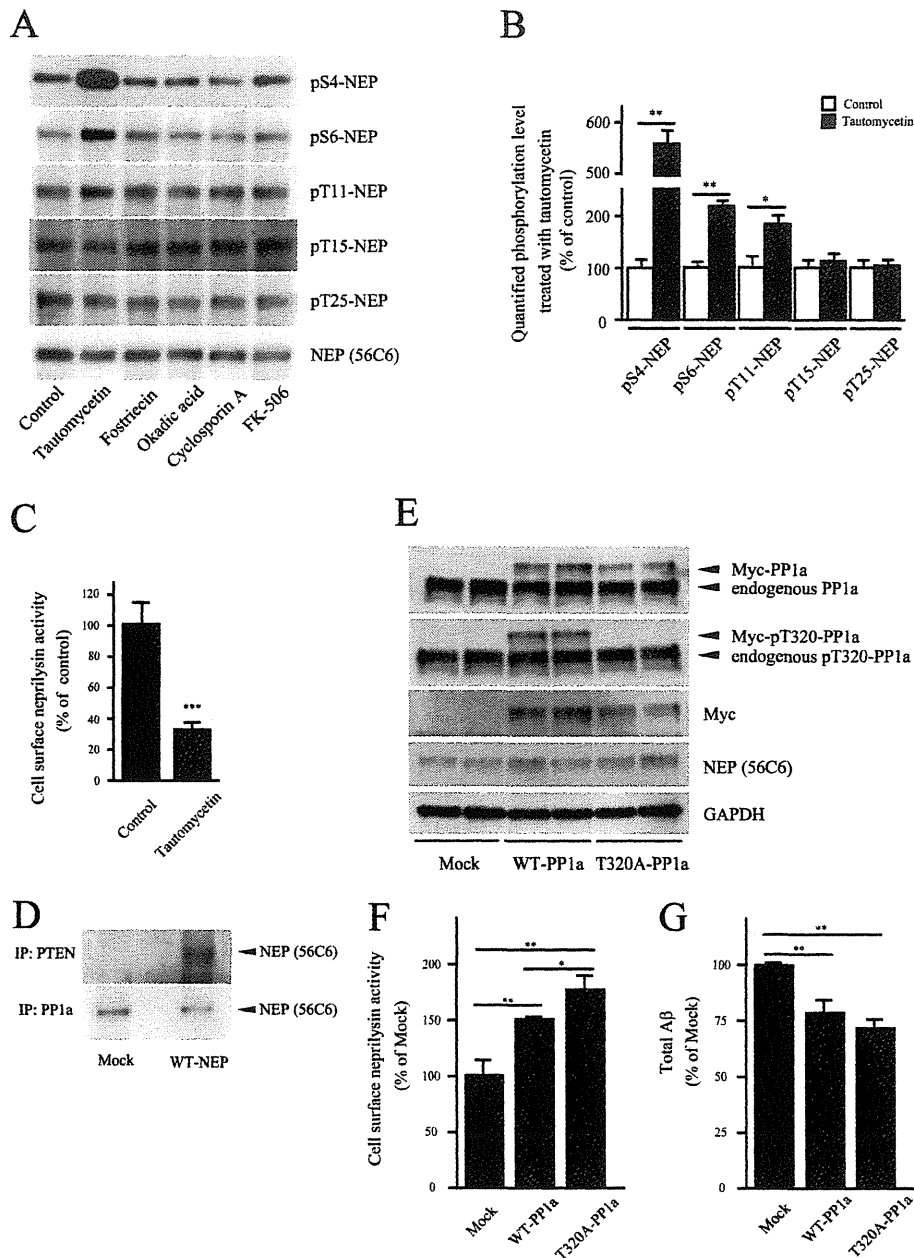 A
pS4-NEP
pS6-NEP
pT11-NEP
pT15-NEP
pT25-NEP
NEP (56C6)
Control
Tautomycetin
Fostriecin
Okadic acid
Cyclosporin A
FK-506
B
Quantified phosphorylation level
treated with tautomycetin
(% of control)
600
500
200
100
0
Control
Tautomycetin
**
**
*
pS4-NEP
pS6-NEP
pT11-NEP
pT15-NEP
pT25-NEP
C
Cell surface neprilysin activity
(% of control)
120
100
80
60
40
20
0
***
Control
Tautomycetin
E
Myc-PP1a
endogenous PP1a
Myc-pT320-PP1a
endogenous pT320-PP1a
Myc
NEP (56C6)
GAPDH
Mock
WT-PP1a
T320A-PP1a
D
IP: PTEN
NEP (56C6)
IP: PP1a
NEP (56C6)
Mock
WT-NEP
F
Cell surface neprilysin activity
(% of Mock)
200
150
100
50
0
**
*
**
Mock
WT-PP1a
T320A-PP1a
G
Total Aβ
(% of Mock)
100
75
50
25
0
**
**
Mock
WT-PP1a
T320A-PP1a